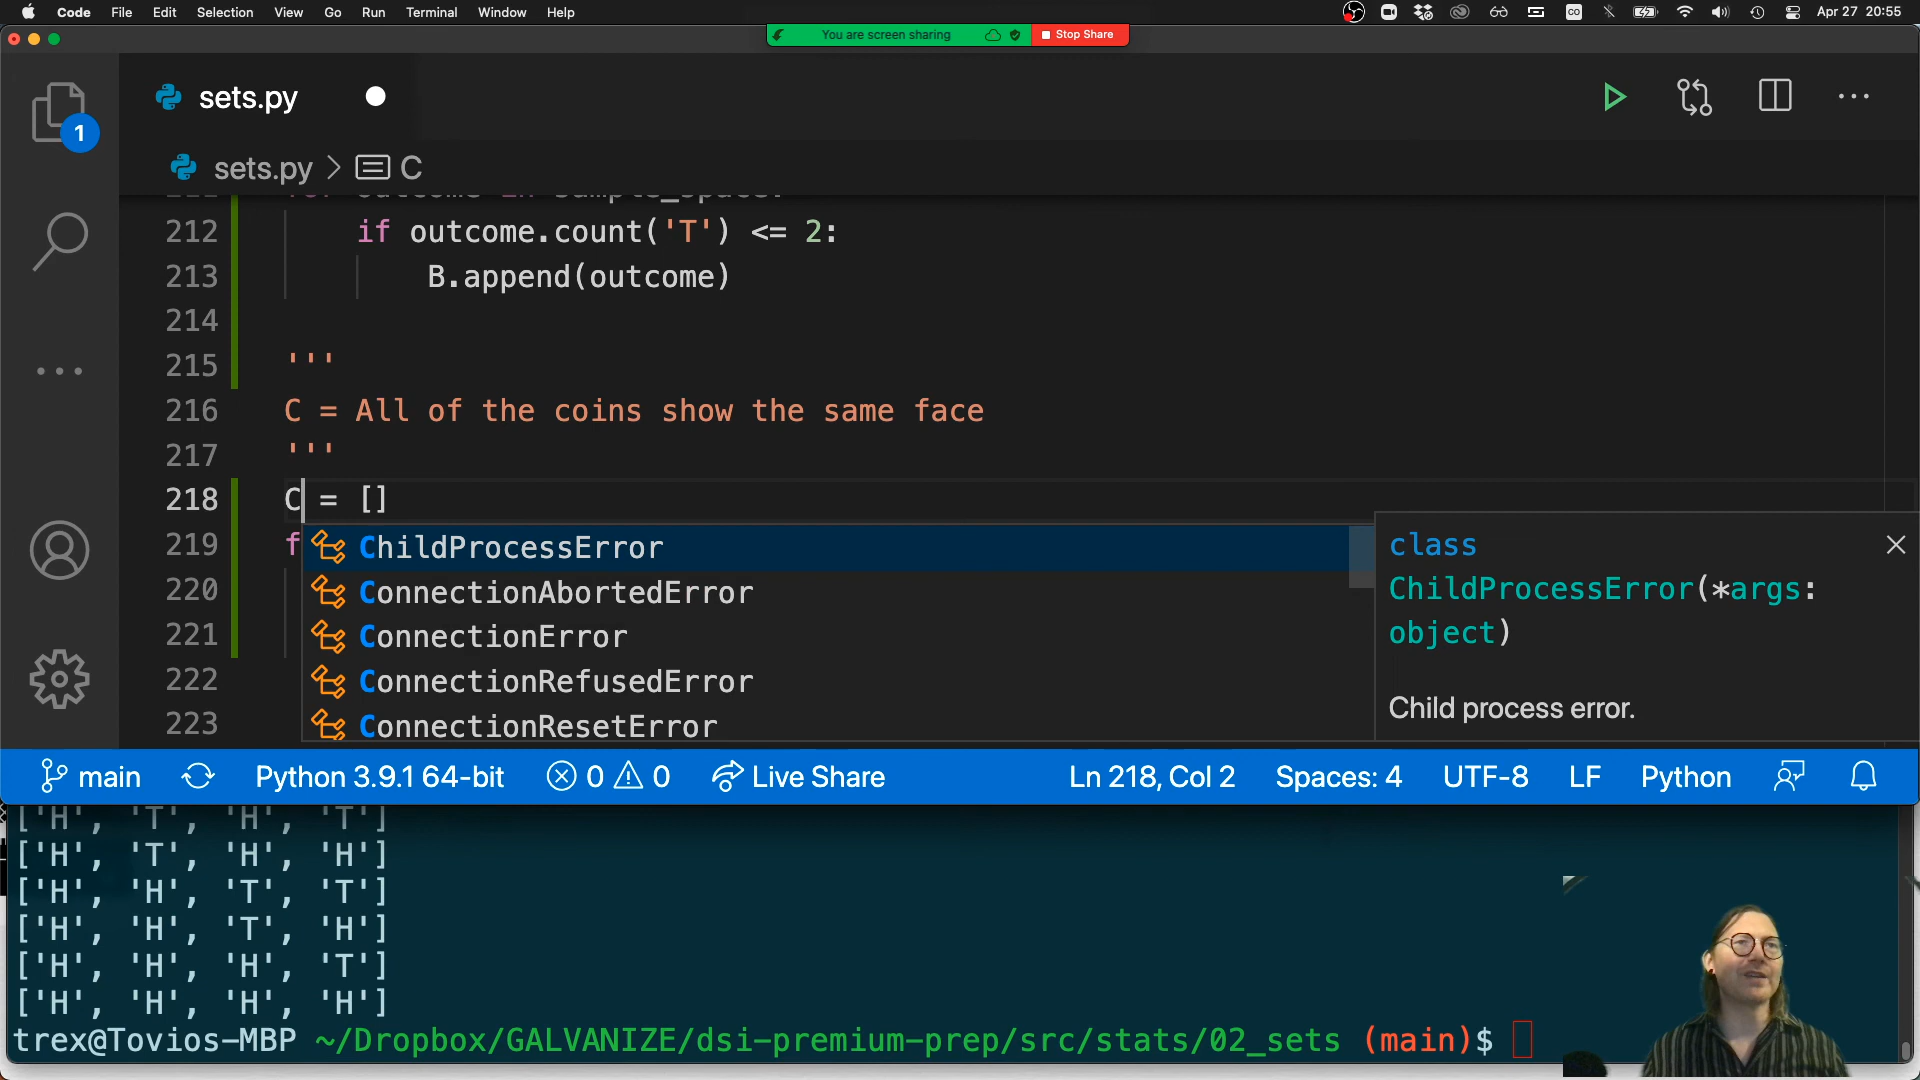 Code File Edit Selection View Go Run Terminal Window Help
Apr 27 20:55
You are screen sharing Stop Share
sets.py
1
sets.py > C
for outcome in sample_space:
212 if outcome.count('T') <= 2:
213 B.append(outcome)
214
215 '''
216 C = All of the coins show the same face
217 '''
218 C = []
219 f
220
221
222
223
ChildProcessError
ConnectionAbortedError
ConnectionError
ConnectionRefusedError
ConnectionResetError
class
ChildProcessError(*args:
object)
Child process error.
main Python 3.9.1 64-bit 0 0 Live Share Ln 218, Col 2 Spaces: 4 UTF-8 LF Python
['H', 'T', 'H', 'T']
['H', 'T', 'H', 'H']
['H', 'H', 'T', 'T']
['H', 'H', 'T', 'H']
['H', 'H', 'H', 'T']
['H', 'H', 'H', 'H']
trex@Tovios-MBP ~/Dropbox/GALVANIZE/dsi-premium-prep/src/stats/02_sets (main)$